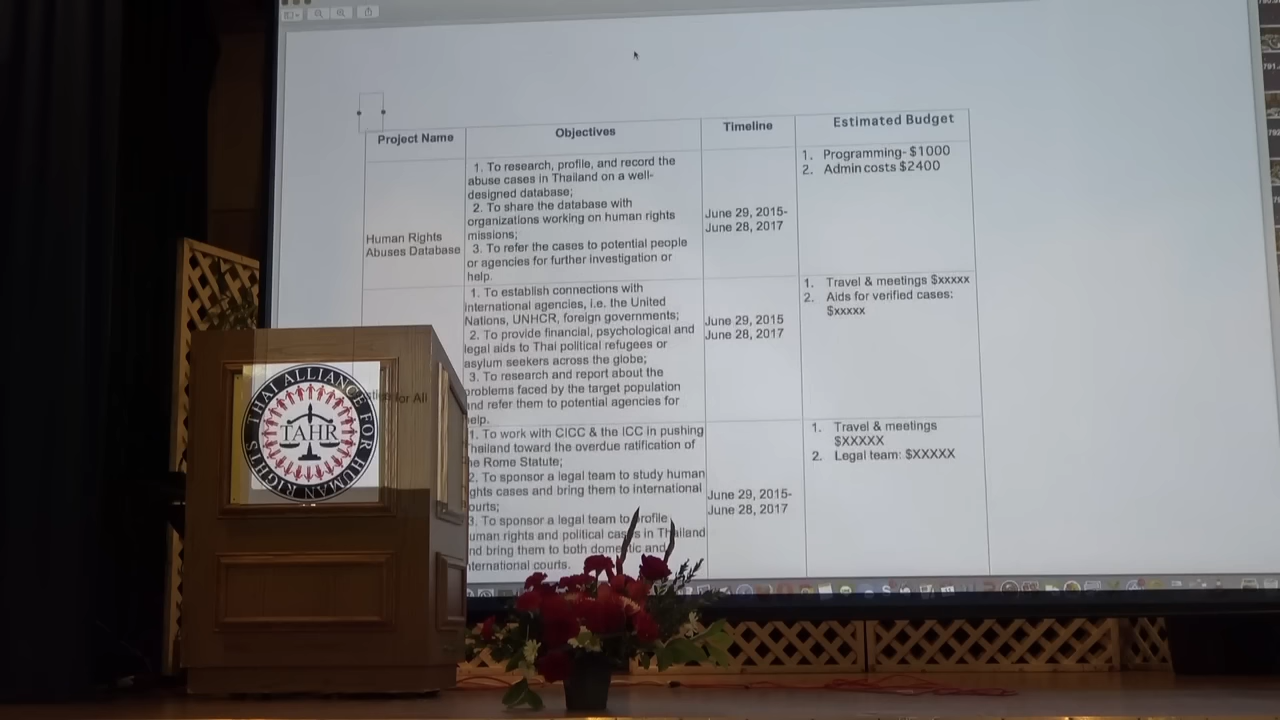 Project Name
Objectives
Timeline
Estimated Budget
Human Rights
Abuses Database
1. To research, profile, and record the
abuse cases in Thailand on a well-
designed database;
2. To share the database with
organizations working on human rights
missions;
3. To refer the cases to potential people
or agencies for further investigation or
help.
June 29, 2015-
June 28, 2017
1. Programming- $1000
2. Admin costs $2400
for All
1. To establish connections with
international agencies, i.e. the United
Nations, UNHCR, foreign governments;
2. To provide financial, psychological and
legal aids to Thai political refugees or
asylum seekers across the globe;
3. To research and report about the
problems faced by the target population
and refer them to potential agencies for
help.
June 29, 2015
June 28, 2017
1. Travel & meetings $xxxxx
2. Aids for verified cases:
$xxxxx
1. To work with CICC & the ICC in pushing
Thailand toward the overdue ratification of
the Rome Statute;
2. To sponsor a legal team to study human
rights cases and bring them to international
courts;
3. To sponsor a legal team to profile
human rights and political cases in Thailand
and bring them to both domestic and
international courts.
June 29, 2015-
June 28, 2017
1. Travel & meetings
$XXXXX
2. Legal team: $XXXXX
THAI ALLIANCE FOR HUMAN RIGHTS
TAHR